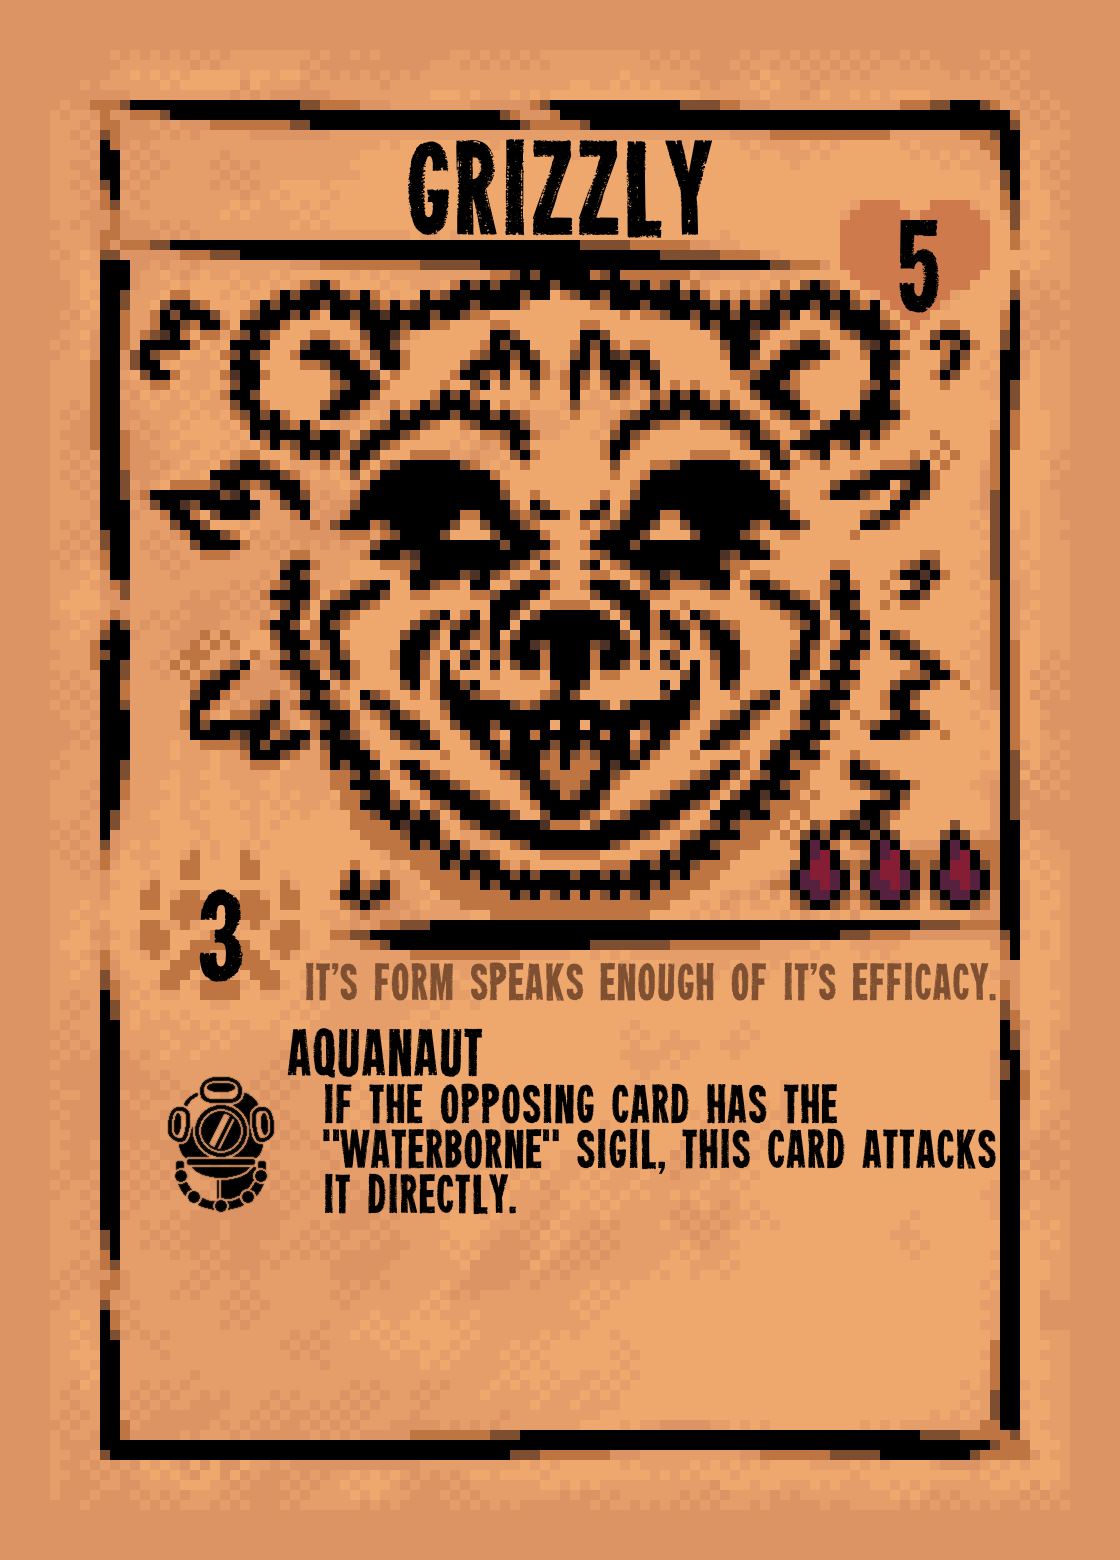 GRIZZLY
5
3
IT'S FORM SPEAKS ENOUGH OF IT'S EFFICACY.
AQUANAUT
IF THE OPPOSING CARD HAS THE
"WATERBORNE" SIGIL, THIS CARD ATTACKS
IT DIRECTLY.